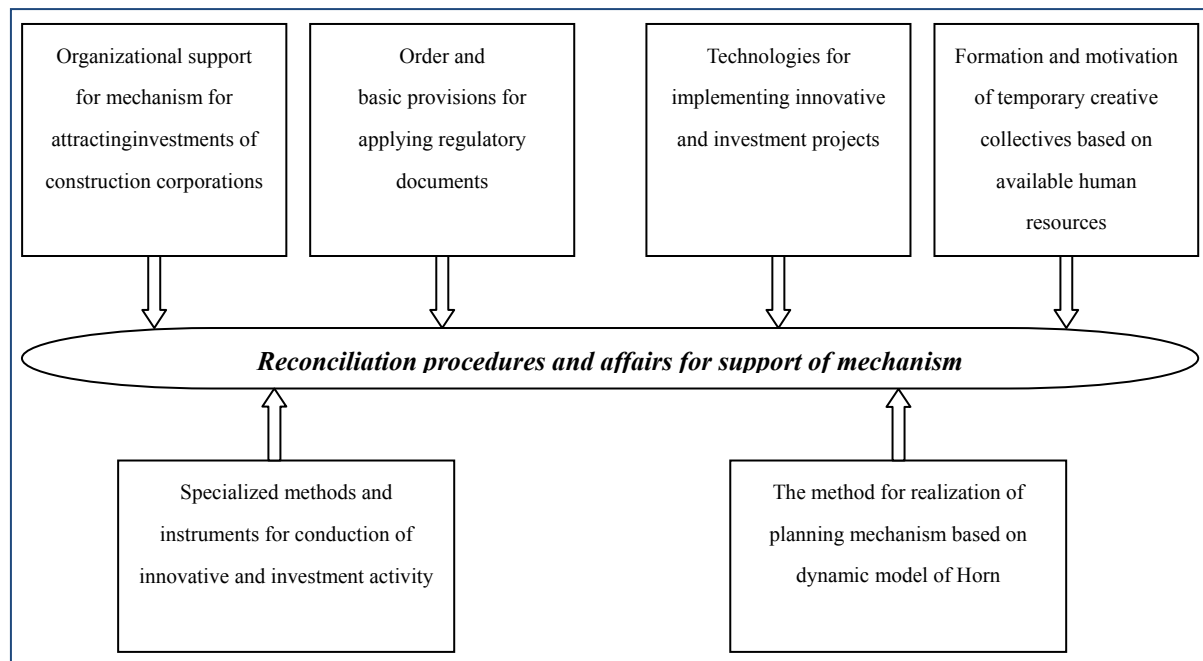 Organizational support
for mechanism for
attractinginvestments of
construction corporations
Order and
basic provisions for
applying regulatory
documents
Technologies for
implementing innovative
and investment projects
Formation and motivation
of temporary creative
collectives based on
available human
resources
Reconciliation procedures and affairs for support of mechanism
Specialized methods and
instruments for conduction of
innovative and investment activity
The method for realization of
planning mechanism based on
dynamic model of Horn